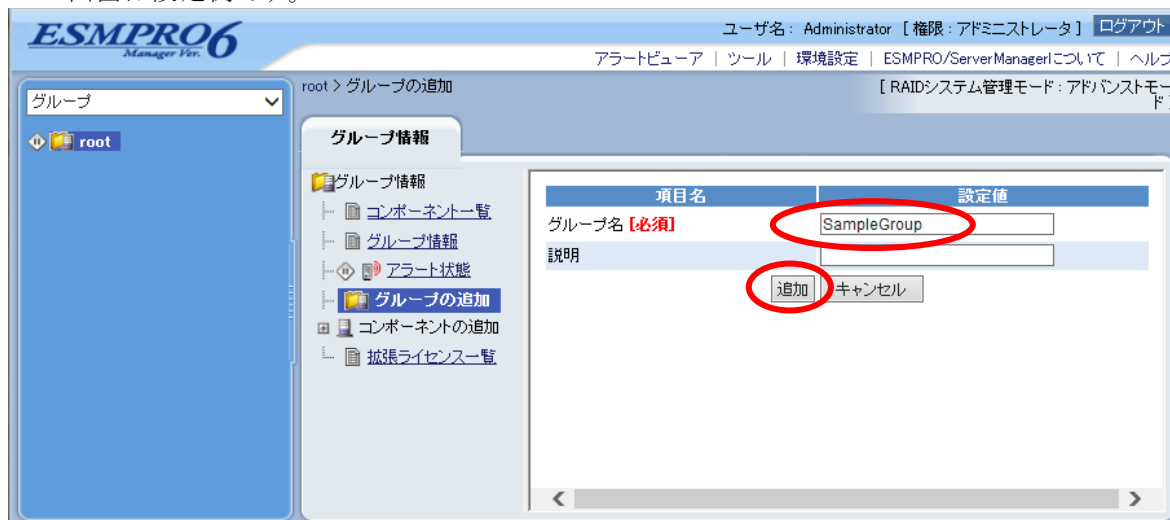 ESMPRO6
Manager Ver.
ユーザ名: Administrator [ 権限 : アドミニストレータ ] ログアウト
アラートビューア | ツール | 環境設定 | ESMPRO/ServerManagerについて | ヘルプ
グループ
root
root > グループの追加
[ RAIDシステム管理モード : アドバンストモード ]
グループ情報
グループ情報
コンポーネント一覧
グループ情報
アラート状態
グループの追加
コンポーネントの追加
拡張ライセンス一覧
項目名 設定値
グループ名 [必須] SampleGroup
説明
追加 キャンセル